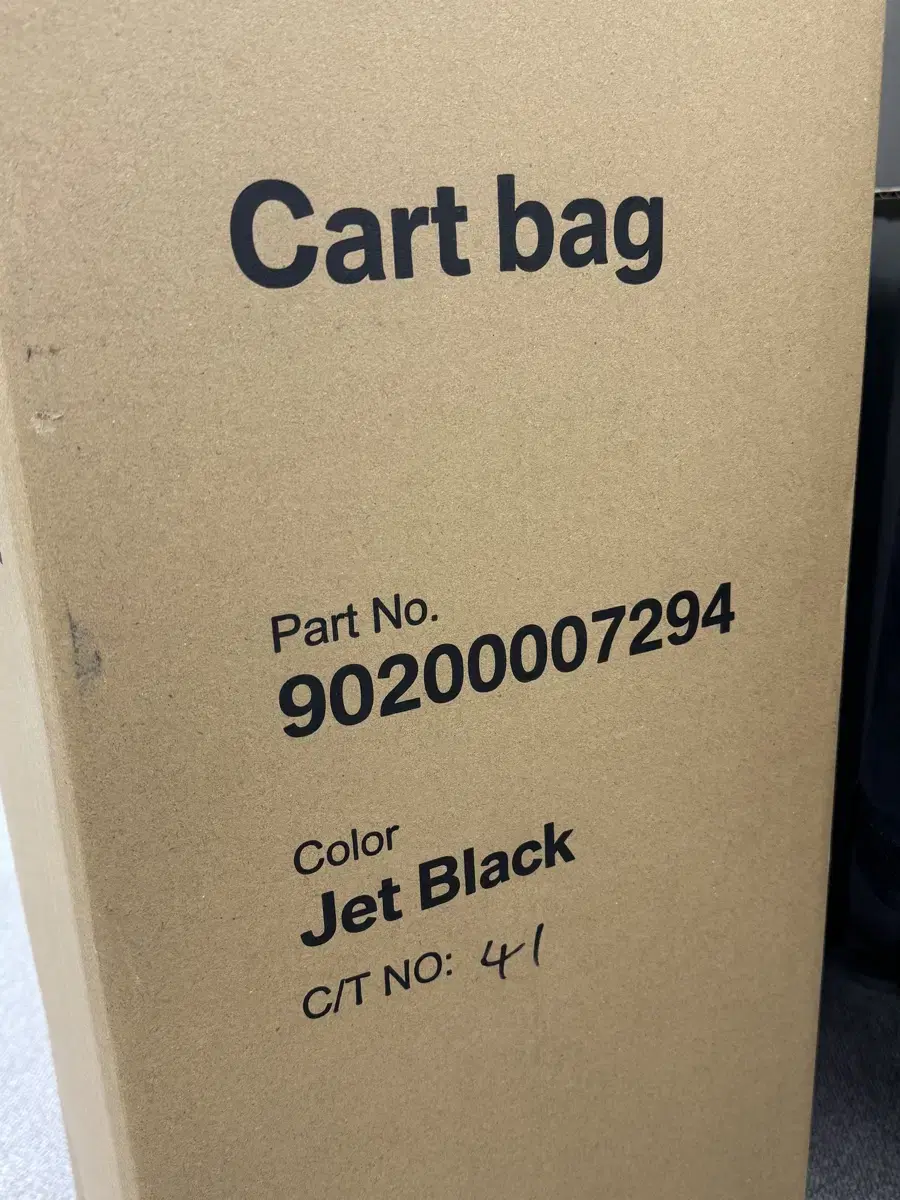 Cart bag
Part No.
90200007294
Color
Jet Black
C/T NO: 41